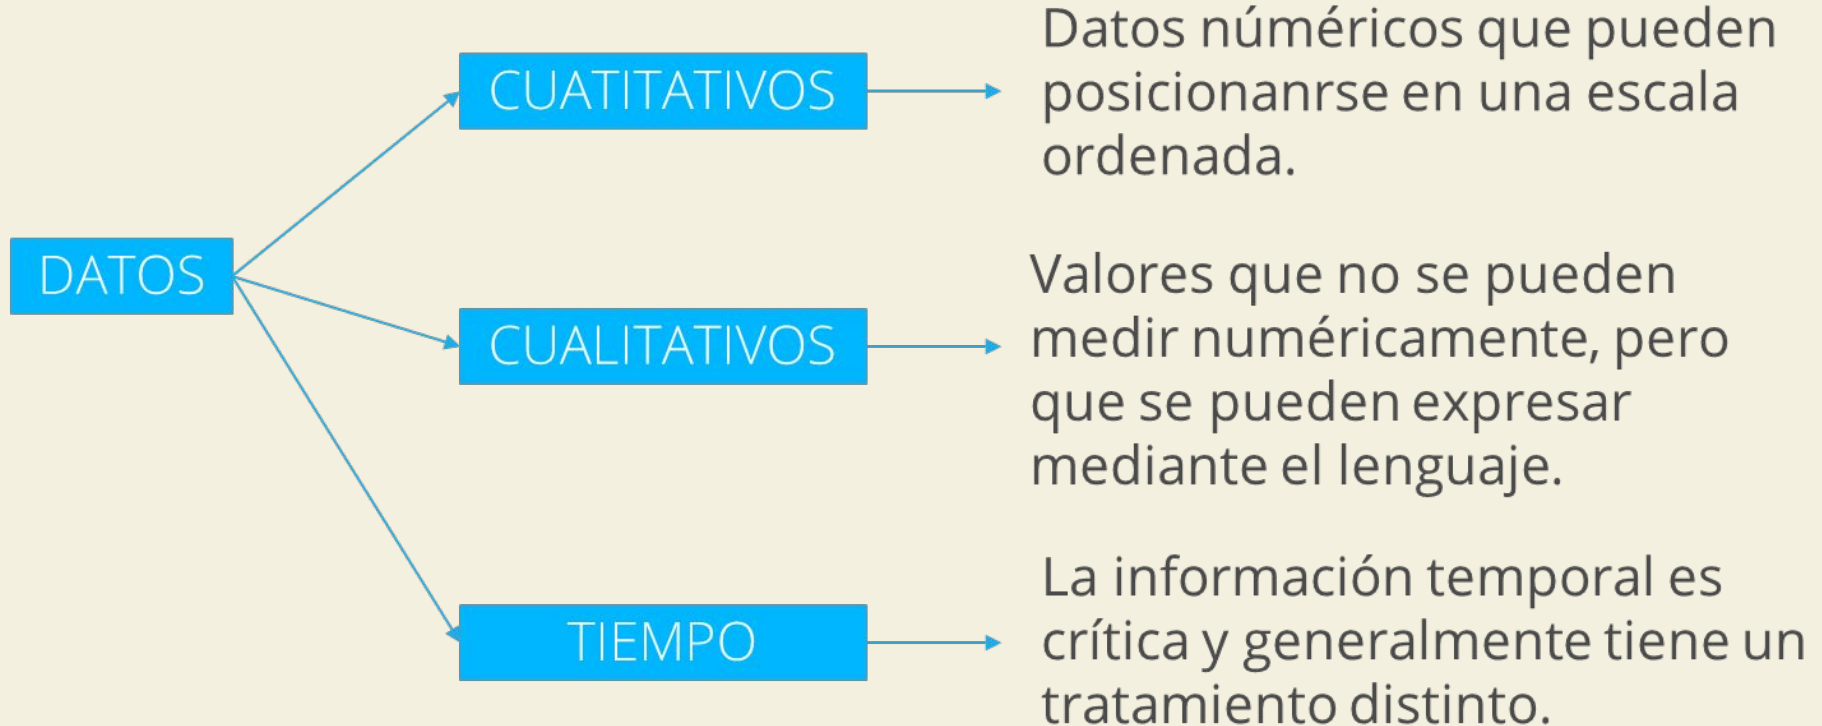 DATOS
CUATITATIVOS
Datos núméricos que pueden
posicionanrse en una escala
ordenada.
CUALITATIVOS
Valores que no se pueden
medir numéricamente, pero
que se pueden expresar
mediante el lenguaje.
TIEMPO
La información temporal es
crítica y generalmente tiene un
tratamiento distinto.